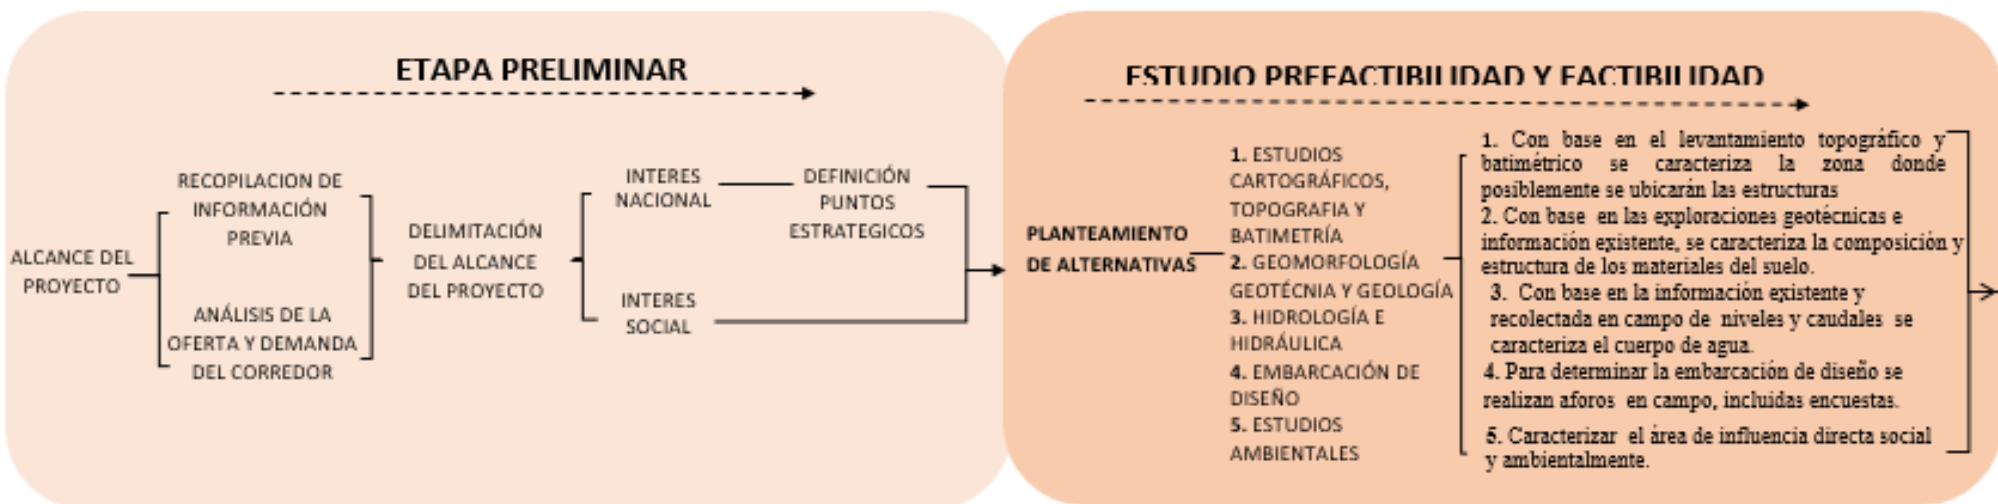 ETAPA PRELIMINAR
ALCANCE DEL
PROYECTO
RECOPILACION DE
INFORMACIÓN
PREVIA
ANÁLISIS DE LA
OFERTA Y DEMANDA
DEL CORREDOR
DELIMITACIÓN
DEL ALCANCE
DEL PROYECTO
INTERES
NACIONAL
DEFINICIÓN
PUNTOS
ESTRATEGICOS
INTERES
SOCIAL
ESTUDIO PREFACTIBILIDAD Y FACTIBILIDAD
PLANTEAMIENTO
DE ALTERNATIVAS
1. ESTUDIOS
CARTOGRÁFICOS,
TOPOGRAFIA Y
BATIMETRÍA
2. GEOMORFOLOGÍA
GEOTÉCNIA Y GEOLOGÍA
3. HIDROLOGÍA E
HIDRÁULICA
4. EMBARCACIÓN DE
DISEÑO
5. ESTUDIOS
AMBIENTALES
1. Con base en el levantamiento topográfico y
batimétrico se caracteriza la zona donde
posiblemente se ubicarán las estructuras
2. Con base en las exploraciones geotécnicas e
información existente, se caracteriza la composición y
estructura de los materiales del suelo.
3. Con base en la información existente y
recolectada en campo de niveles y caudales se
caracteriza el cuerpo de agua.
4. Para determinar la embarcación de diseño se
realizan aforos en campo, incluidas encuestas.
5. Caracterizar el área de influencia directa social
y ambientalmente.